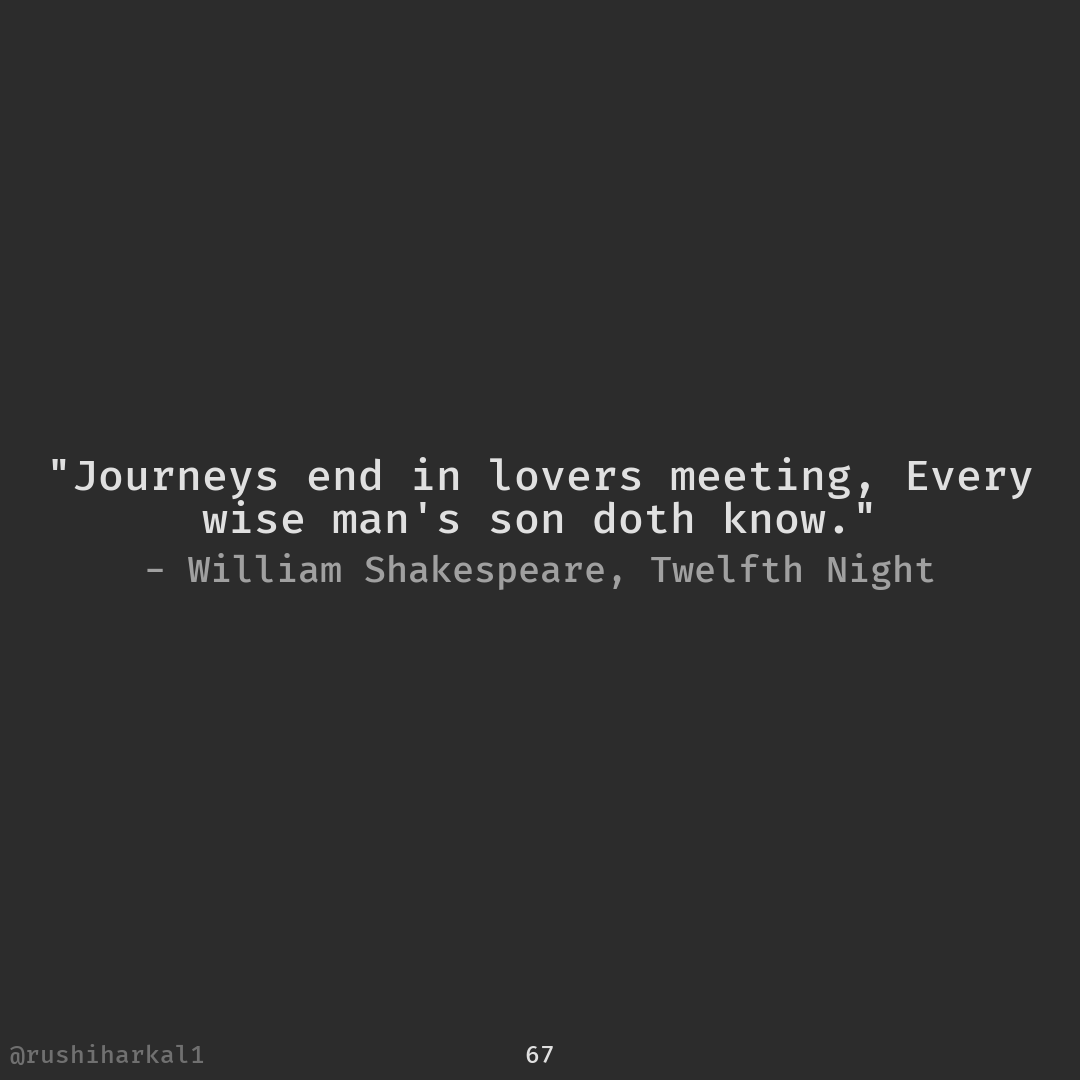 "Journeys end in lovers meeting, Every
wise man's son doth know."
- William Shakespeare, Twelfth Night
@rushiharkal1
67